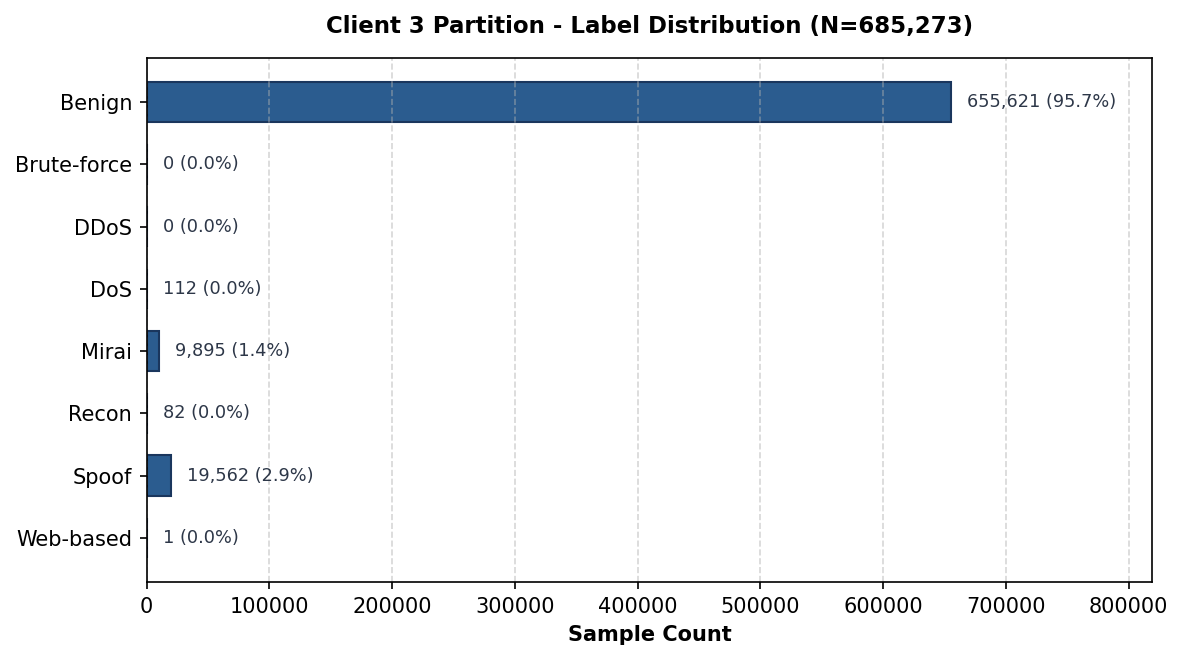 Client 3 Partition - Label Distribution (N=685,273)
Benign 655,621 (95.7%)
Brute-force 0 (0.0%)
DDoS 0 (0.0%)
DoS 112 (0.0%)
Mirai 9,895 (1.4%)
Recon 82 (0.0%)
Spoof 19,562 (2.9%)
Web-based 1 (0.0%)
0 100000 200000 300000 400000 500000 600000 700000 800000
Sample Count